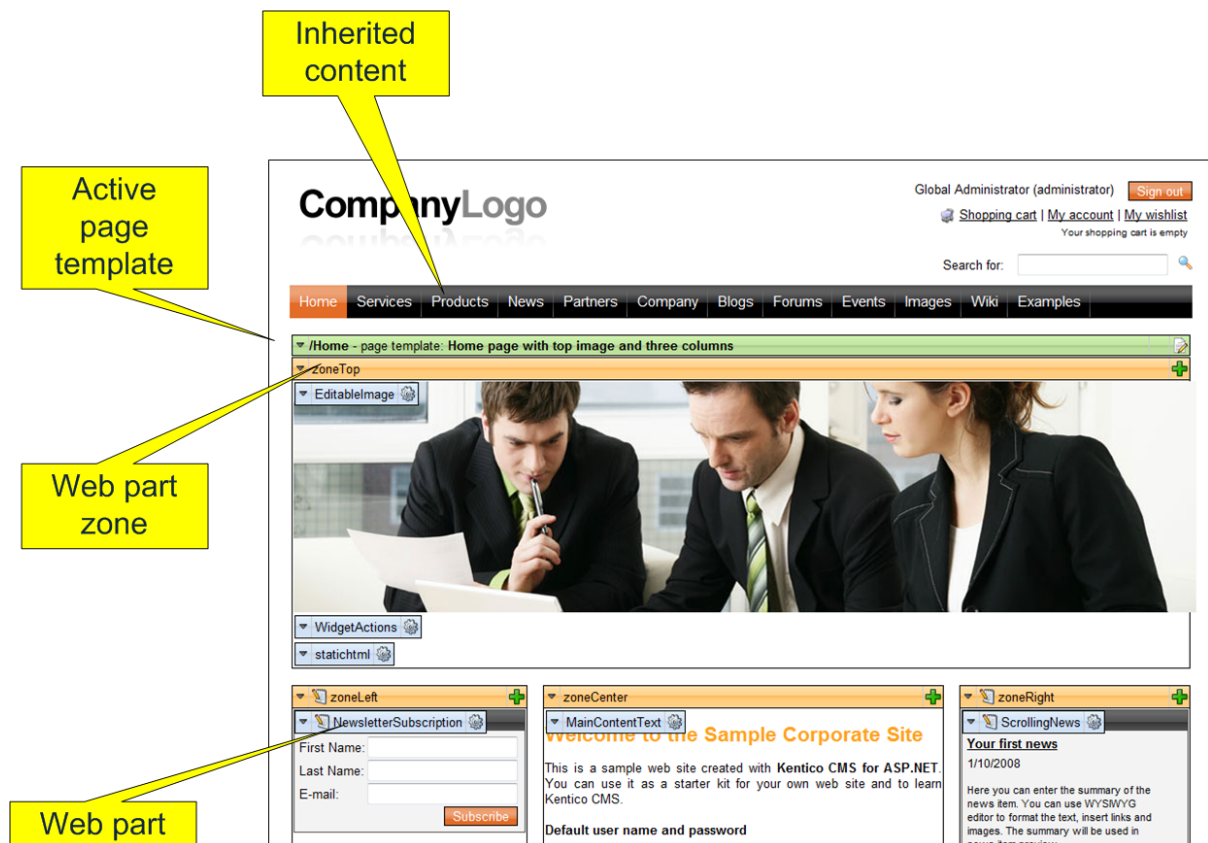 Inherited
content
Active
page
template
CompanyLogo
Global Administrator (administrator) Sign out
Shopping cart | My account | My wishlist
Your shopping cart is empty
Search for:
Home Services Products News Partners Company Blogs Forums Events Images Wiki Examples
/Home - page template: Home page with top image and three columns
zoneTop
EditableImage
Web part
zone
WidgetActions
statichtml
zoneLeft
NewsletterSubscription
First Name:
Last Name:
E-mail:
Subscribe
Web part
zoneCenter
MainContentText
Welcome to the Sample Corporate Site
This is a sample web site created with Kentico CMS for ASP.NET.
You can use it as a starter kit for your own web site and to learn
Kentico CMS.
Default user name and password
zoneRight
ScrollingNews
Your first news
1/10/2008
Here you can enter the summary of the
news item. You can use WYSIWYG
editor to format the text, insert links and
images. The summary will be used in
news item preview